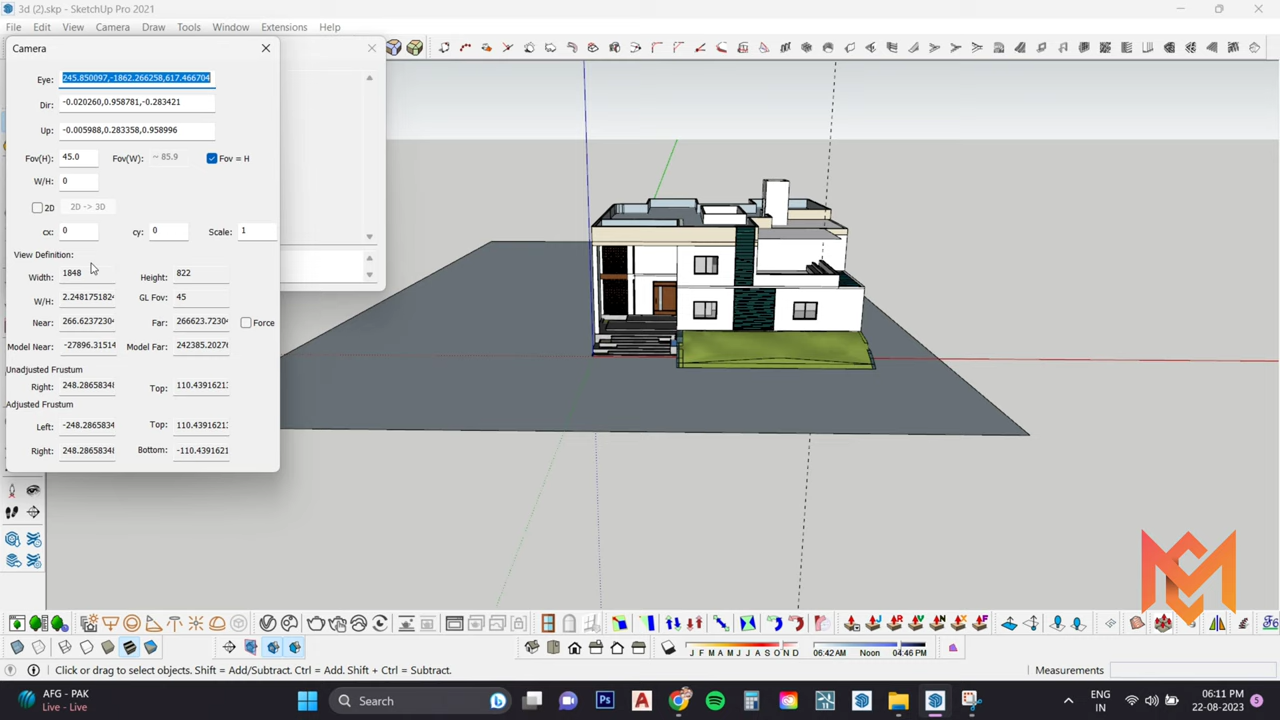 3d (2).skp - SketchUp Pro 2021
File Edit View Camera Draw Tools Window Extensions Help
Camera
Eye: 245.850097,-1862.266258,617.466704
Dir: -0.020260,0.958781,-0.283421
Up: -0.005988,0.283358,0.958996
Fov(H): 45.0 Fov(W): ~ 85.9 Fov = H
W/H: 0
2D 2D -> 3D
cx: 0 cy: 0 Scale: 1
View Definition:
Width: 1848 Height: 822
W/H: 2.2481751824 GL Fov: 45
Near: 266.6237230 Far: 266623.7230 Force
Model Near: -27896.31514 Model Far: 242385.2027
Unadjusted Frustum
Right: 248.2865834 Top: 110.4391621
Adjusted Frustum
Left: -248.2865834 Top: 110.4391621
Right: 248.2865834 Bottom: -110.4391621
J F M A M J J A S O N D 06:42 AM Noon 04:46 PM
Click or drag to select objects. Shift = Add/Subtract. Ctrl = Add. Shift + Ctrl = Subtract. Measurements
AFG - PAK
Live - Live
Search
ENG
IN
06:11 PM
22-08-2023
5